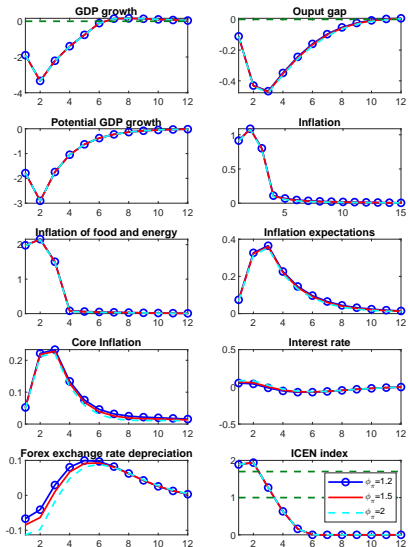 GDP growth
Ouput gap
0
-2
-4
2 4 6 8 10 12
0
-0.2
-0.4
2 4 6 8 10 12
Potential GDP growth
Inflation
0
-1
-2
-3
2 4 6 8 10 12
1
0.5
0
5 10 15
Inflation of food and energy
Inflation expectations
2
1
0
2 4 6 8 10 12
0.4
0.2
0
2 4 6 8 10 12
Core Inflation
Interest rate
0.2
0.1
0
2 4 6 8 10 12
0.5
0
-0.5
2 4 6 8 10 12
Forex exchange rate depreciation
ICEN index
0.1
0
-0.1
2 4 6 8 10 12
2
1
0
2 4 6 8 10 12
ϕπ=1.2
ϕπ=1.5
ϕπ=2